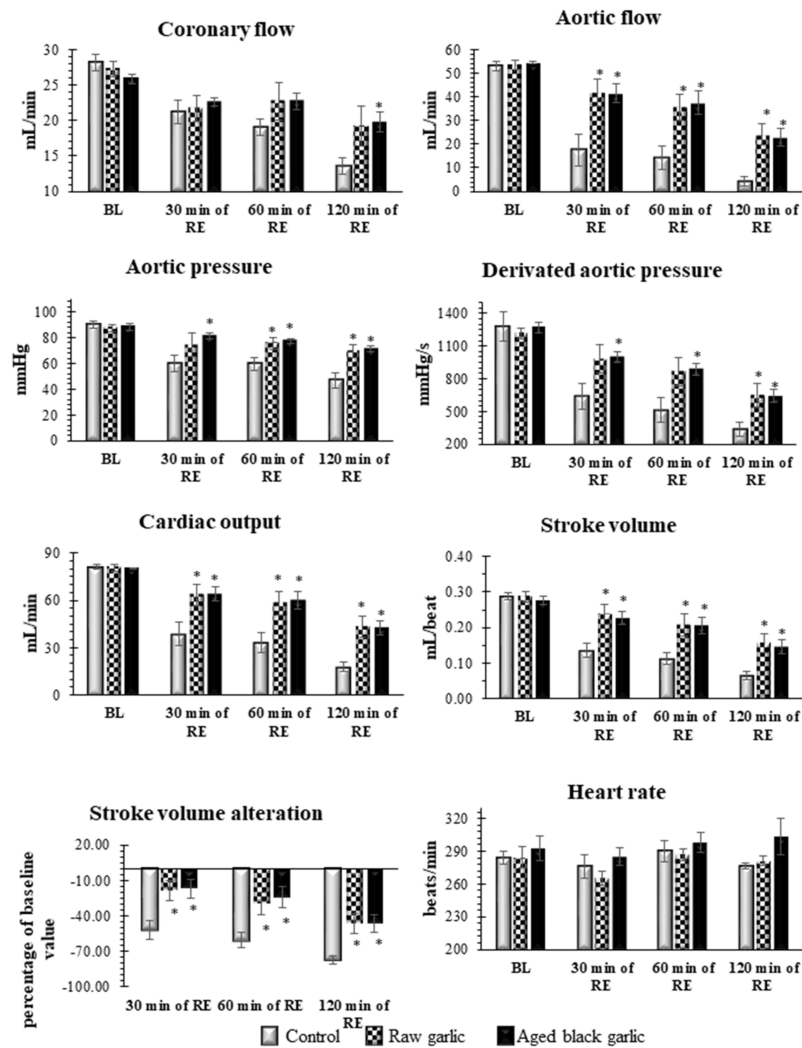 Coronary flow
mL/min
30
25
20
15
10
BL
30 min of
RE
60 min of
RE
120 min of
RE
*
Aortic flow
mL/min
60
50
40
30
20
10
0
BL
30 min of
RE
60 min of
RE
120 min of
RE
* *
* *
* *
Aortic pressure
mmHg
100
80
60
40
20
0
BL
30 min of
RE
60 min of
RE
120 min of
RE
*
* *
* *
Derivated aortic pressure
mmHg/s
1400
1100
800
500
200
BL
30 min of
RE
60 min of
RE
120 min of
RE
*
*
* *
Cardiac output
mL/min
90
60
30
0
BL
30 min of
RE
60 min of
RE
120 min of
RE
* *
* *
* *
Stroke volume
mL/beat
0.40
0.30
0.20
0.10
0.00
BL
30 min of
RE
60 min of
RE
120 min of
RE
* *
* *
* *
Stroke volume alteration
percentage of baseline
value
20.00
-10.00
-40.00
-70.00
-100.00
30 min of RE
60 min of RE
120 min of
RE
* *
* *
* *
Heart rate
beats/min
320
290
260
230
200
BL
30 min of
RE
60 min of
RE
120 min of
RE
Control
Raw garlic
Aged black garlic